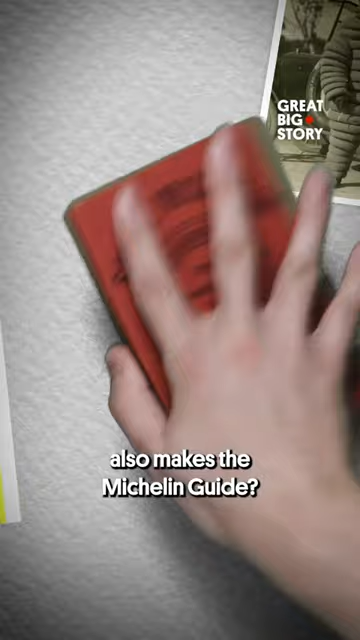 GREAT
BIG
STORY
also makes the
Michelin Guide?